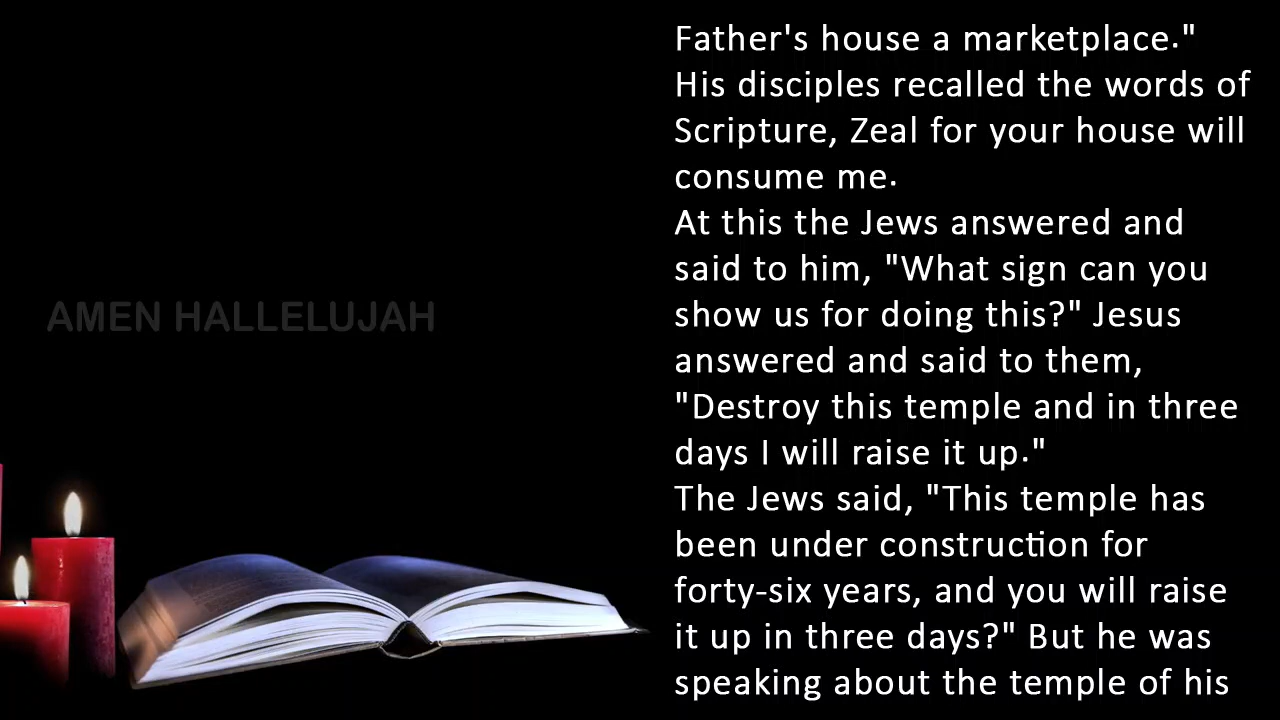 AMEN HALLELUJAH
Father's house a marketplace."
His disciples recalled the words of
Scripture, Zeal for your house will
consume me.
At this the Jews answered and
said to him, "What sign can you
show us for doing this?" Jesus
answered and said to them,
"Destroy this temple and in three
days I will raise it up."
The Jews said, "This temple has
been under construction for
forty-six years, and you will raise
it up in three days?" But he was
speaking about the temple of his